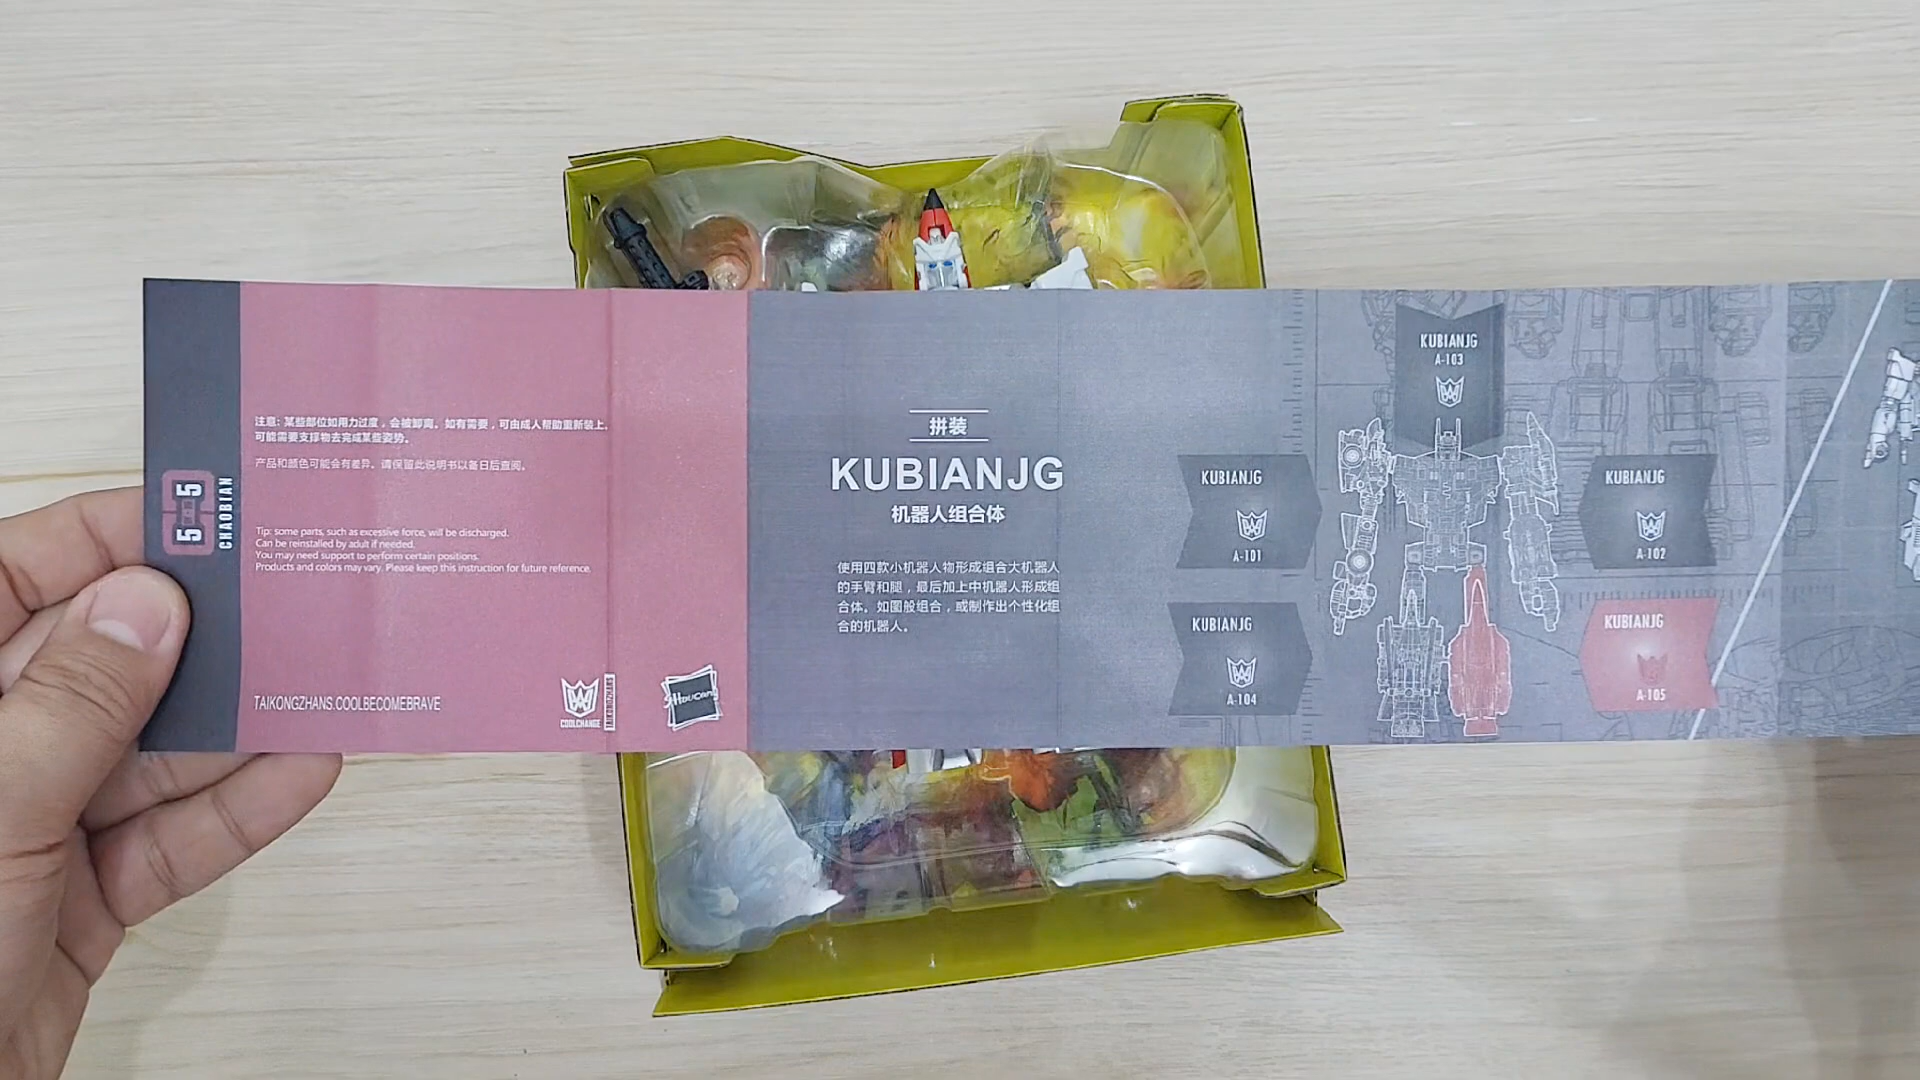 5 5
CHAOBIAN
注意: 某些部位如用力过度，会被卸离。如有需要，可由成人帮助重新装上。
可能需要支撑物去完成某些姿势。
产品和颜色可能会有差异。请保留此说明书以备日后查阅。
Tip: some parts, such as excessive force, will be discharged.
Can be reinstalled by adult if needed.
You may need support to perform certain positions.
Products and colors may vary. Please keep this instruction for future reference.
TAIKONGZHANS.COOLBECOMEBRAVE
COOLCHANGE
拼装
KUBIANJG
机器人组合体
使用四款小机器人物形成组合大机器人
的手臂和腿，最后加上中机器人形成组
合体。如图般组合，或制作出个性化组
合的机器人。
KUBIANJG
A-103
KUBIANJG
A-101
KUBIANJG
A-102
KUBIANJG
A-104
KUBIANJG
A-105